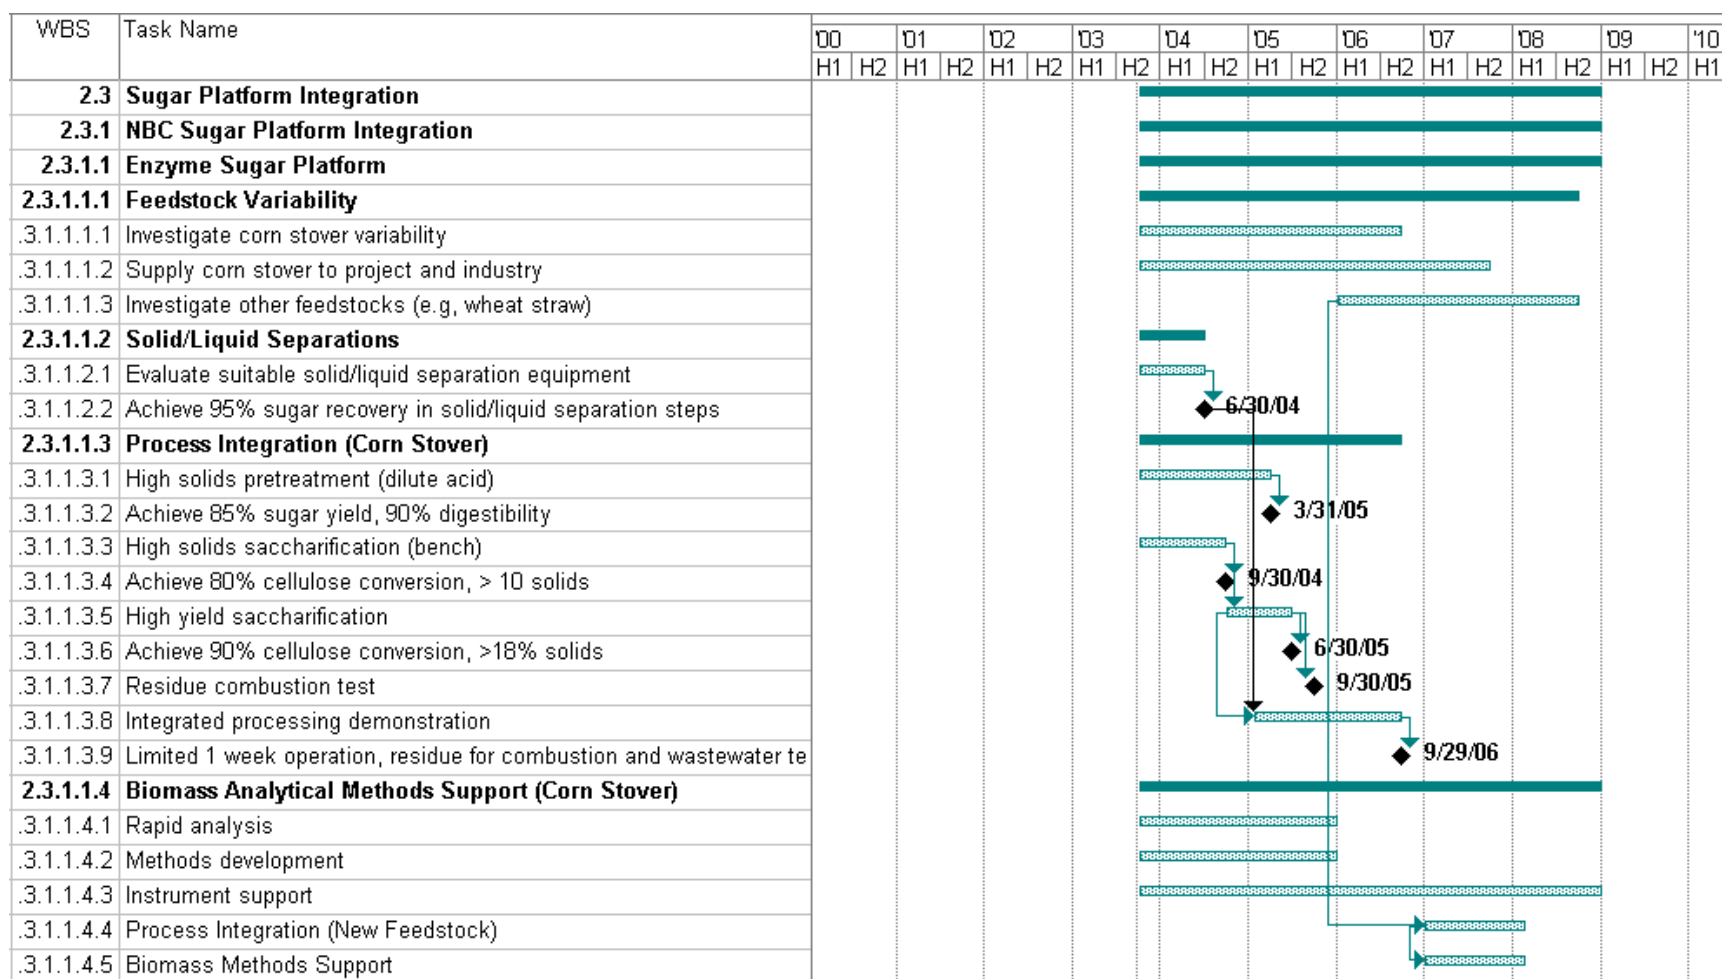 WBS Task Name '00 '01 '02 '03 '04 '05 '06 '07 '08 '09 '10
H1 H2 H1 H2 H1 H2 H1 H2 H1 H2 H1 H2 H1 H2 H1 H2 H1 H2 H1 H2 H1
2.3 Sugar Platform Integration
2.3.1 NBC Sugar Platform Integration
2.3.1.1 Enzyme Sugar Platform
2.3.1.1.1 Feedstock Variability
.3.1.1.1.1 Investigate corn stover variability
.3.1.1.1.2 Supply corn stover to project and industry
.3.1.1.1.3 Investigate other feedstocks (e.g, wheat straw)
2.3.1.1.2 Solid/Liquid Separations
.3.1.1.2.1 Evaluate suitable solid/liquid separation equipment
.3.1.1.2.2 Achieve 95% sugar recovery in solid/liquid separation steps 6/30/04
2.3.1.1.3 Process Integration (Corn Stover)
.3.1.1.3.1 High solids pretreatment (dilute acid)
.3.1.1.3.2 Achieve 85% sugar yield, 90% digestibility 3/31/05
.3.1.1.3.3 High solids saccharification (bench)
.3.1.1.3.4 Achieve 80% cellulose conversion, > 10 solids 9/30/04
.3.1.1.3.5 High yield saccharification
.3.1.1.3.6 Achieve 90% cellulose conversion, >18% solids 6/30/05
.3.1.1.3.7 Residue combustion test 9/30/05
.3.1.1.3.8 Integrated processing demonstration
.3.1.1.3.9 Limited 1 week operation, residue for combustion and wastewater te 9/29/06
2.3.1.1.4 Biomass Analytical Methods Support (Corn Stover)
.3.1.1.4.1 Rapid analysis
.3.1.1.4.2 Methods development
.3.1.1.4.3 Instrument support
.3.1.1.4.4 Process Integration (New Feedstock)
.3.1.1.4.5 Biomass Methods Support